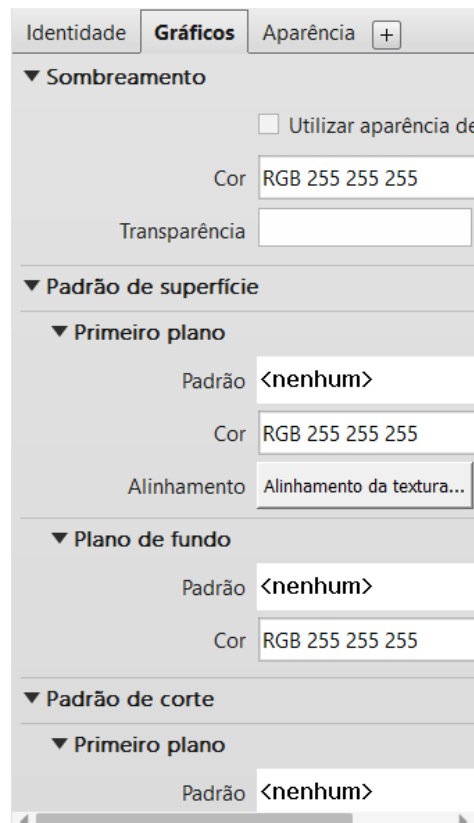 Identidade Gráficos Aparência +
Sombreamento
Utilizar aparência de
Cor RGB 255 255 255
Transparência
Padrão de superfície
Primeiro plano
Padrão <nenhum>
Cor RGB 255 255 255
Alinhamento Alinhamento da textura...
Plano de fundo
Padrão <nenhum>
Cor RGB 255 255 255
Padrão de corte
Primeiro plano
Padrão <nenhum>